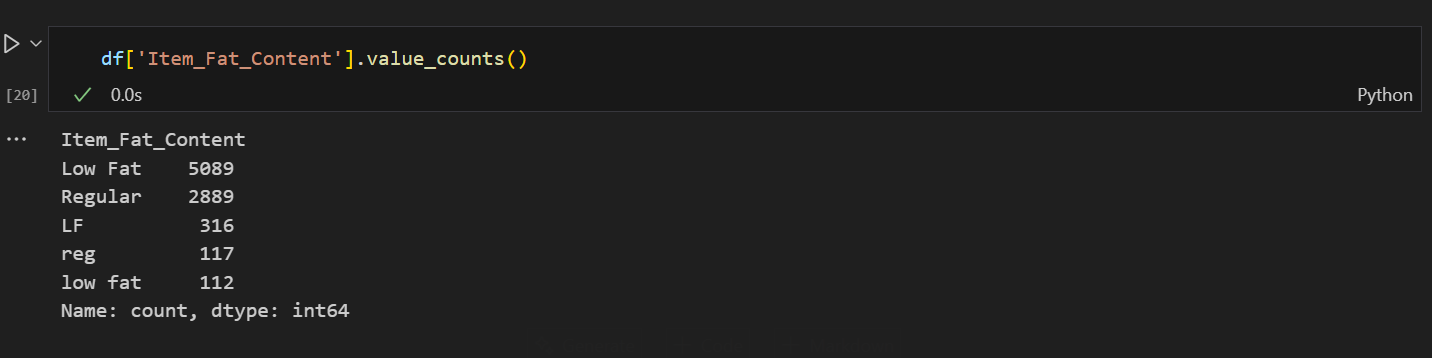 df['Item_Fat_Content'].value_counts()
[20]
0.0s
Python
Item_Fat_Content
Low Fat    5089
Regular    2889
LF          316
reg         117
low fat     112
Name: count, dtype: int64